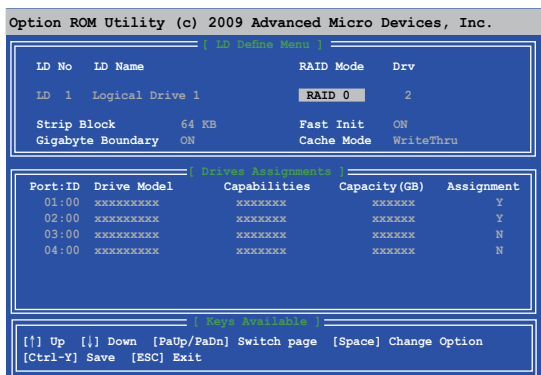 Option ROM Utility (c) 2009 Advanced Micro Devices, Inc.
[ LD Define Menu ]
LD No LD Name RAID Mode Drv
LD 1 Logical Drive 1 RAID 0 2
Strip Block 64 KB Fast Init ON
Gigabyte Boundary ON Cache Mode WriteThru
[ Drives Assignments ]
Port:ID Drive Model Capabilities Capacity(GB) Assignment
01:00 xxxxxxxxx xxxxxxx xxxxxx Y
02:00 xxxxxxxxx xxxxxxx xxxxxx Y
03:00 xxxxxxxxx xxxxxxx xxxxxx N
04:00 xxxxxxxxx xxxxxxx xxxxxx N
[ Keys Available ]
[↑] Up [↓] Down [PaUp/PaDn] Switch page [Space] Change Option
[Ctrl-Y] Save [ESC] Exit